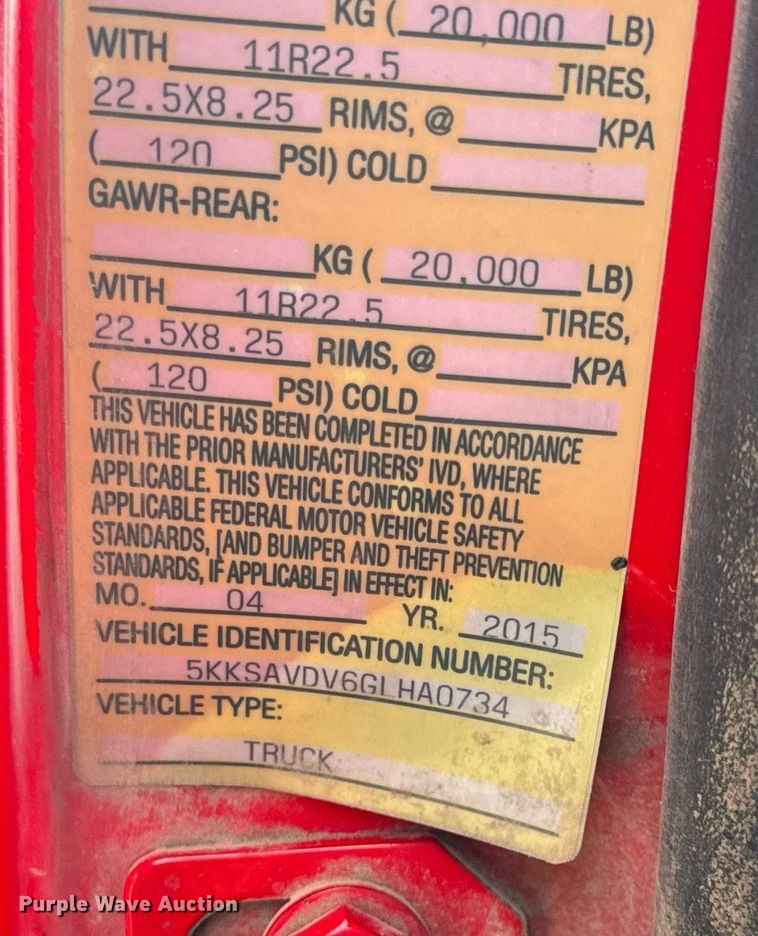 KG ( 20,000 LB)
WITH 11R22.5 TIRES,
22.5X8.25 RIMS, @ KPA
( 120 PSI) COLD
GAWR-REAR:
KG ( 20,000 LB)
WITH 11R22.5 TIRES,
22.5X8.25 RIMS, @ KPA
( 120 PSI) COLD
THIS VEHICLE HAS BEEN COMPLETED IN ACCORDANCE
WITH THE PRIOR MANUFACTURERS' IVD, WHERE
APPLICABLE. THIS VEHICLE CONFORMS TO ALL
APPLICABLE FEDERAL MOTOR VEHICLE SAFETY
STANDARDS, [AND BUMPER AND THEFT PREVENTION
STANDARDS, IF APPLICABLE] IN EFFECT IN:
MO. 04 YR. 2015
VEHICLE IDENTIFICATION NUMBER:
5KKSAVDV6GLHA0734
VEHICLE TYPE:
TRUCK
Purple Wave Auction